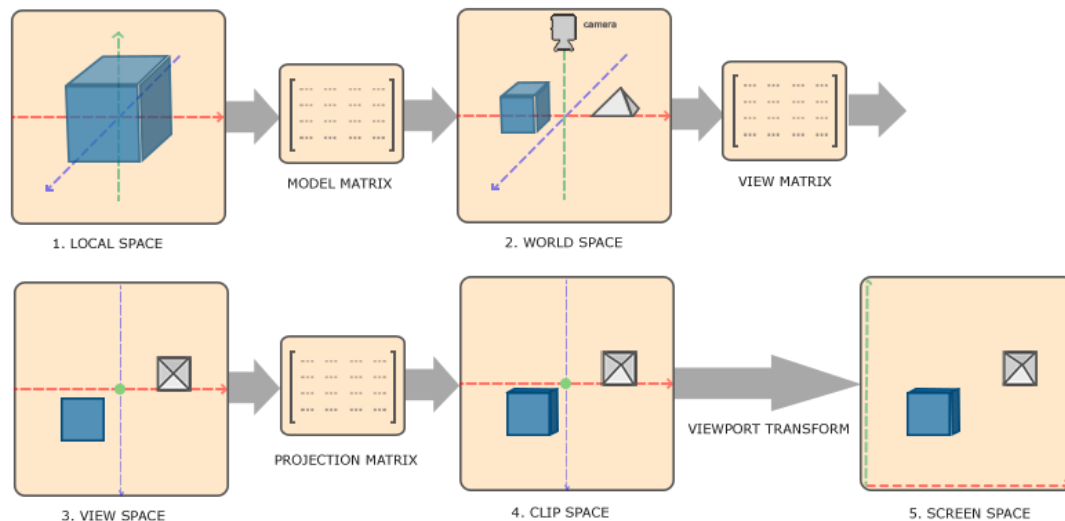 camera
MODEL MATRIX
VIEW MATRIX
1. LOCAL SPACE
2. WORLD SPACE
PROJECTION MATRIX
VIEWPORT TRANSFORM
3. VIEW SPACE
4. CLIP SPACE
5. SCREEN SPACE